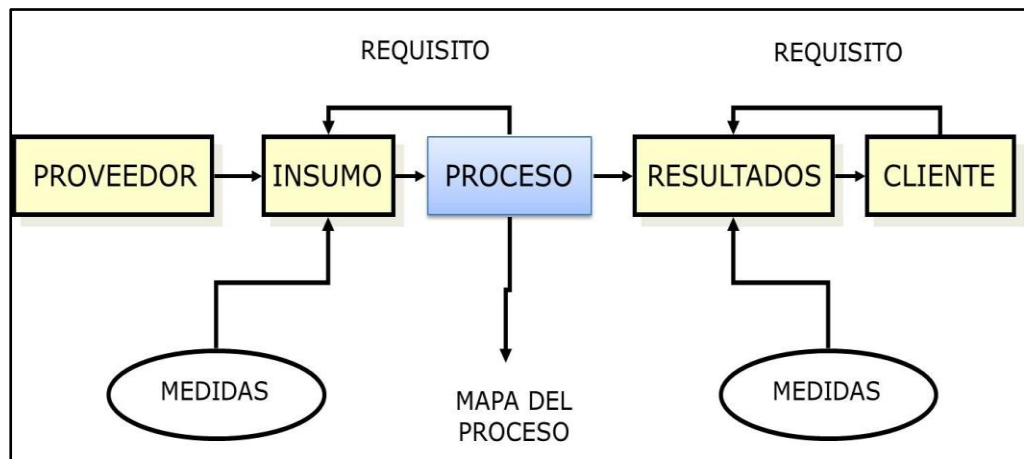 REQUISITO
REQUISITO
PROVEEDOR
INSUMO
PROCESO
RESULTADOS
CLIENTE
MEDIDAS
MAPA DEL
PROCESO
MEDIDAS